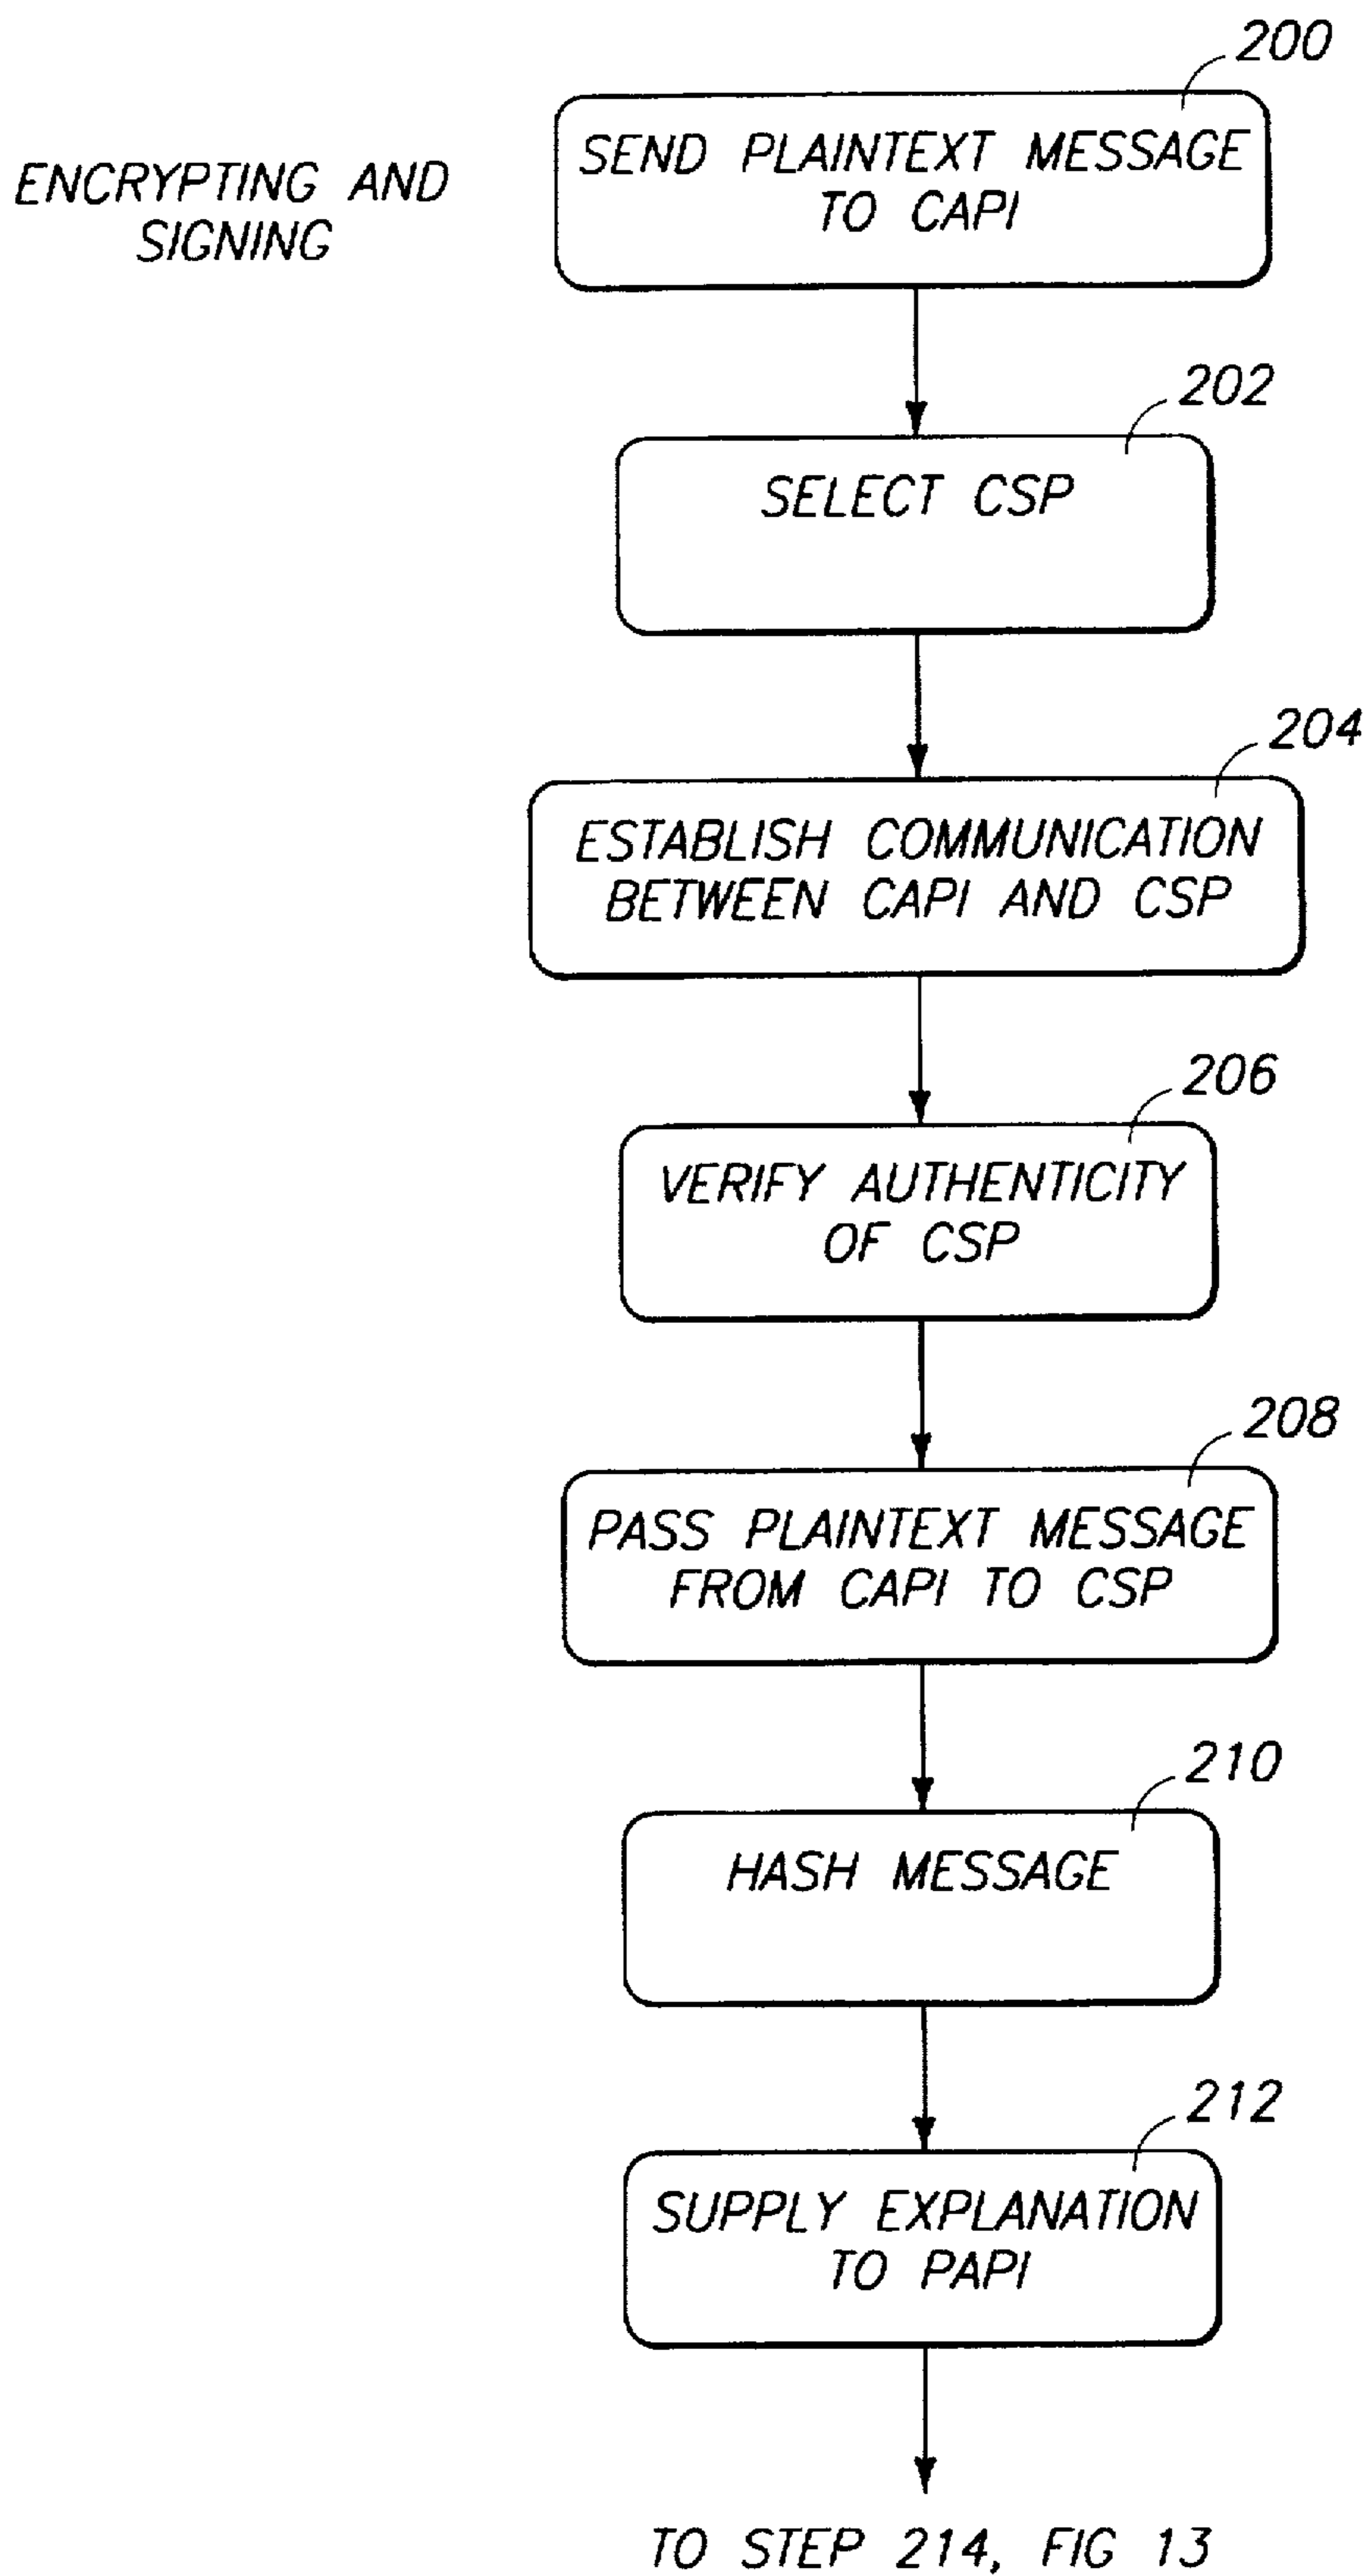 200
SEND PLAINTEXT MESSAGE
TO CAPI
ENCRYPTING AND
SIGNING
202
SELECT CSP
204
ESTABLISH COMMUNICATION
BETWEEN CAPI AND CSP
206
VERIFY AUTHENTICITY
OF CSP
208
PASS PLAINTEXT MESSAGE
FROM CAPI TO CSP
210
HASH MESSAGE
212
SUPPLY EXPLANATION
TO PAPI
TO STEP 214, FIG 13